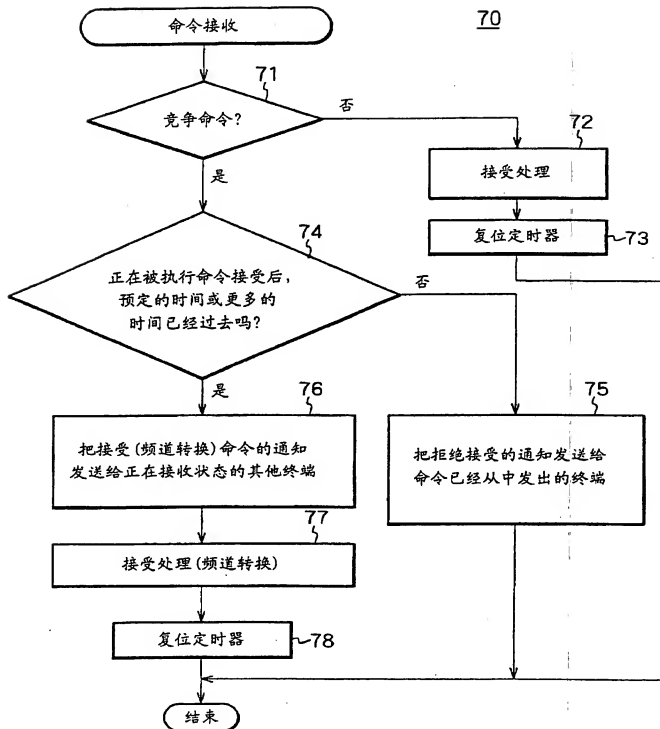 命令接收
70
71
竞争命令?
否
72
接受处理
是
复位定时器
73
74
正在被执行命令接受后,
预定的时间或更多的
时间已经过去吗?
否
是
76
把接受(频道转换)命令的通知
发送给正在接收状态的其他终端
75
把拒绝接受的通知发送给
命令已经从中发出的终端
77
接受处理(频道转换)
复位定时器
78
结束